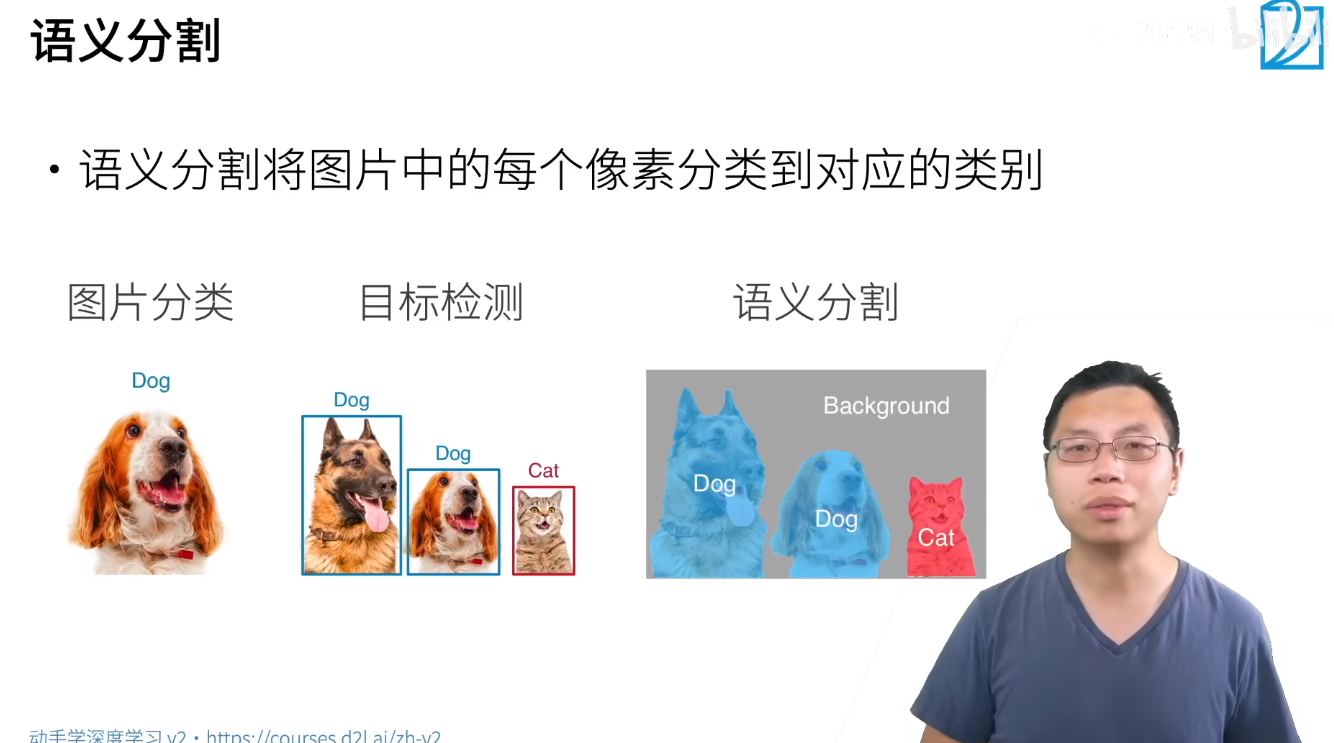 语义分割
bilibili
• 语义分割将图片中的每个像素分类到对应的类别
图片分类
目标检测
语义分割
Dog
Dog
Dog
Cat
Background
Dog
Dog
Cat
动手学深度学习 v2 • https://courses.d2l.ai/zh-v2